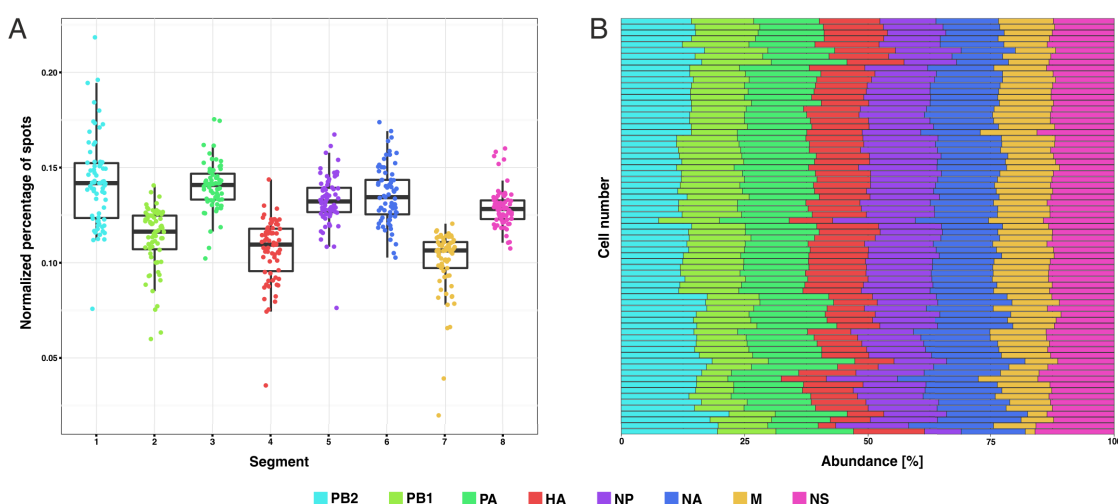 A
B
Normalized percentage of spots
0.20
0.15
0.10
0.05
1 2 3 4 5 6 7 8
Segment
Cell number
0 25 50 75 100
Abundance [%]
PB2 PB1 PA HA NP NA M NS